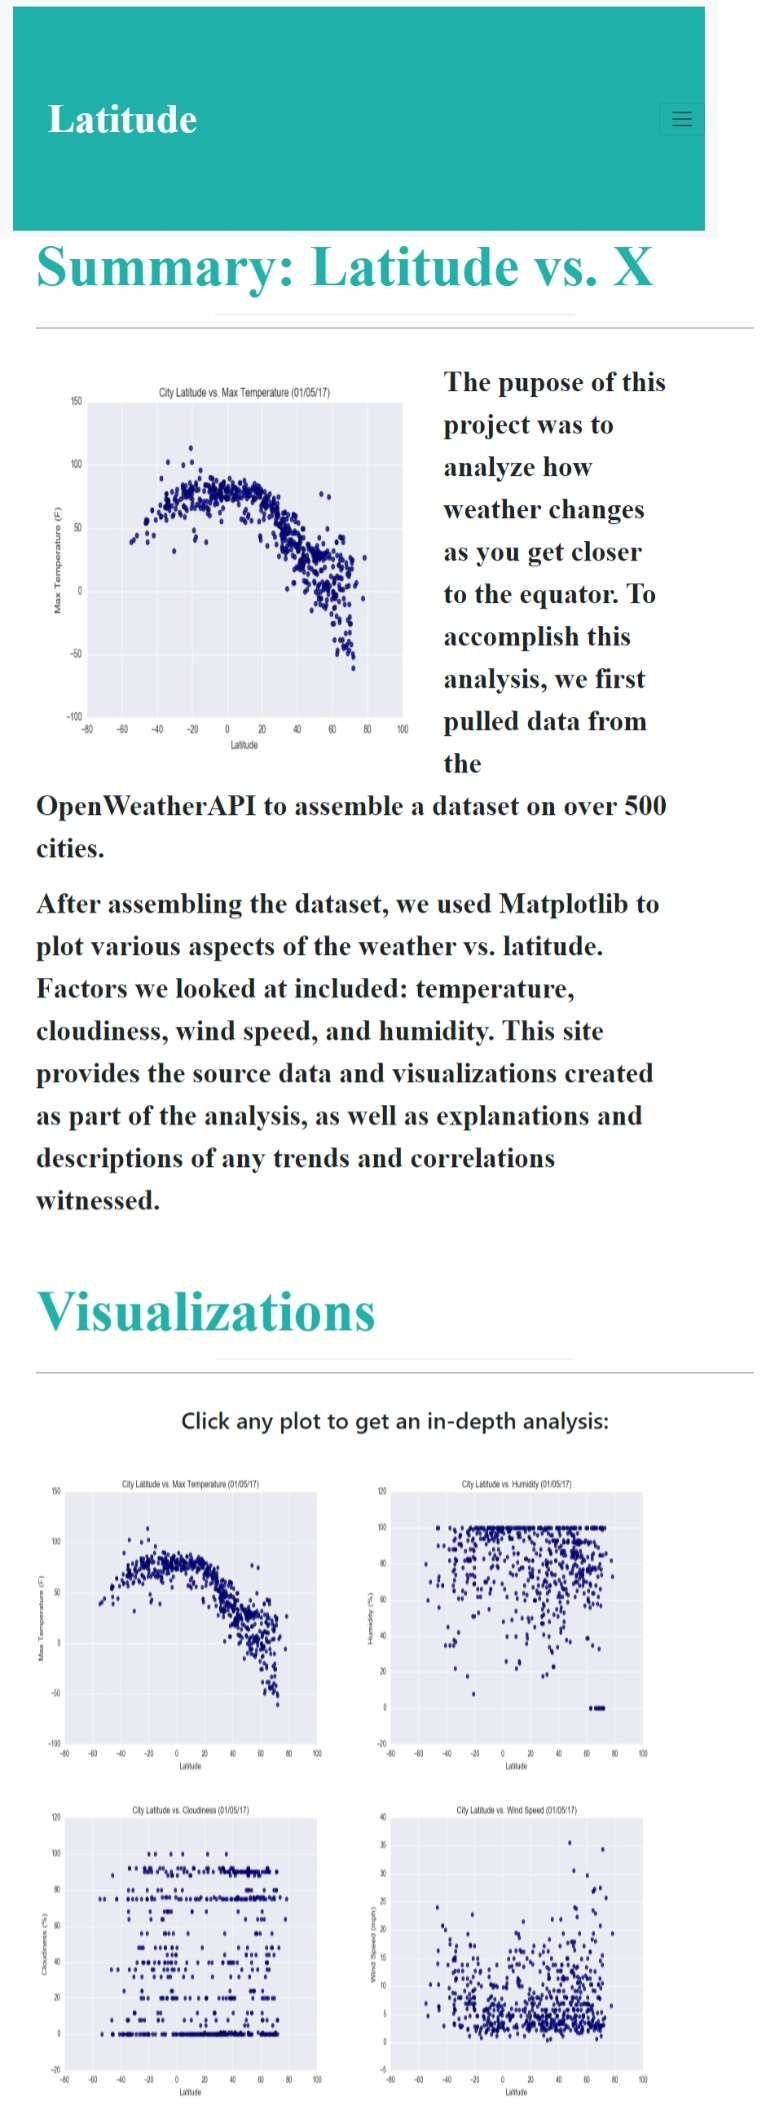 Latitude
Summary: Latitude vs. X
City Latitude vs. Max Temperature (01/05/17)
150
100
50
0
-50
-100
Max Temperature (F)
-80 -60 -40 -20 0 20 40 60 80 100
Latitude
The pupose of this
project was to
analyze how
weather changes
as you get closer
to the equator. To
accomplish this
analysis, we first
pulled data from
the
OpenWeatherAPI to assemble a dataset on over 500
cities.
After assembling the dataset, we used Matplotlib to
plot various aspects of the weather vs. latitude.
Factors we looked at included: temperature,
cloudiness, wind speed, and humidity. This site
provides the source data and visualizations created
as part of the analysis, as well as explanations and
descriptions of any trends and correlations
witnessed.
Visualizations
Click any plot to get an in-depth analysis:
City Latitude vs. Max Temperature (01/05/17)
150
100
50
0
-50
-100
Max Temperature (F)
-80 -60 -40 -20 0 20 40 60 80 100
Latitude
City Latitude vs. Humidity (01/05/17)
120
100
80
60
40
20
0
-20
Humidity (%)
-80 -60 -40 -20 0 20 40 60 80 100
Latitude
City Latitude vs. Cloudiness (01/05/17)
120
100
80
60
40
20
0
-20
Cloudiness (%)
-80 -60 -40 -20 0 20 40 60 80 100
Latitude
City Latitude vs. Wind Speed (01/05/17)
40
35
30
25
20
15
10
5
0
-5
Wind Speed (mph)
-80 -60 -40 -20 0 20 40 60 80 100
Latitude